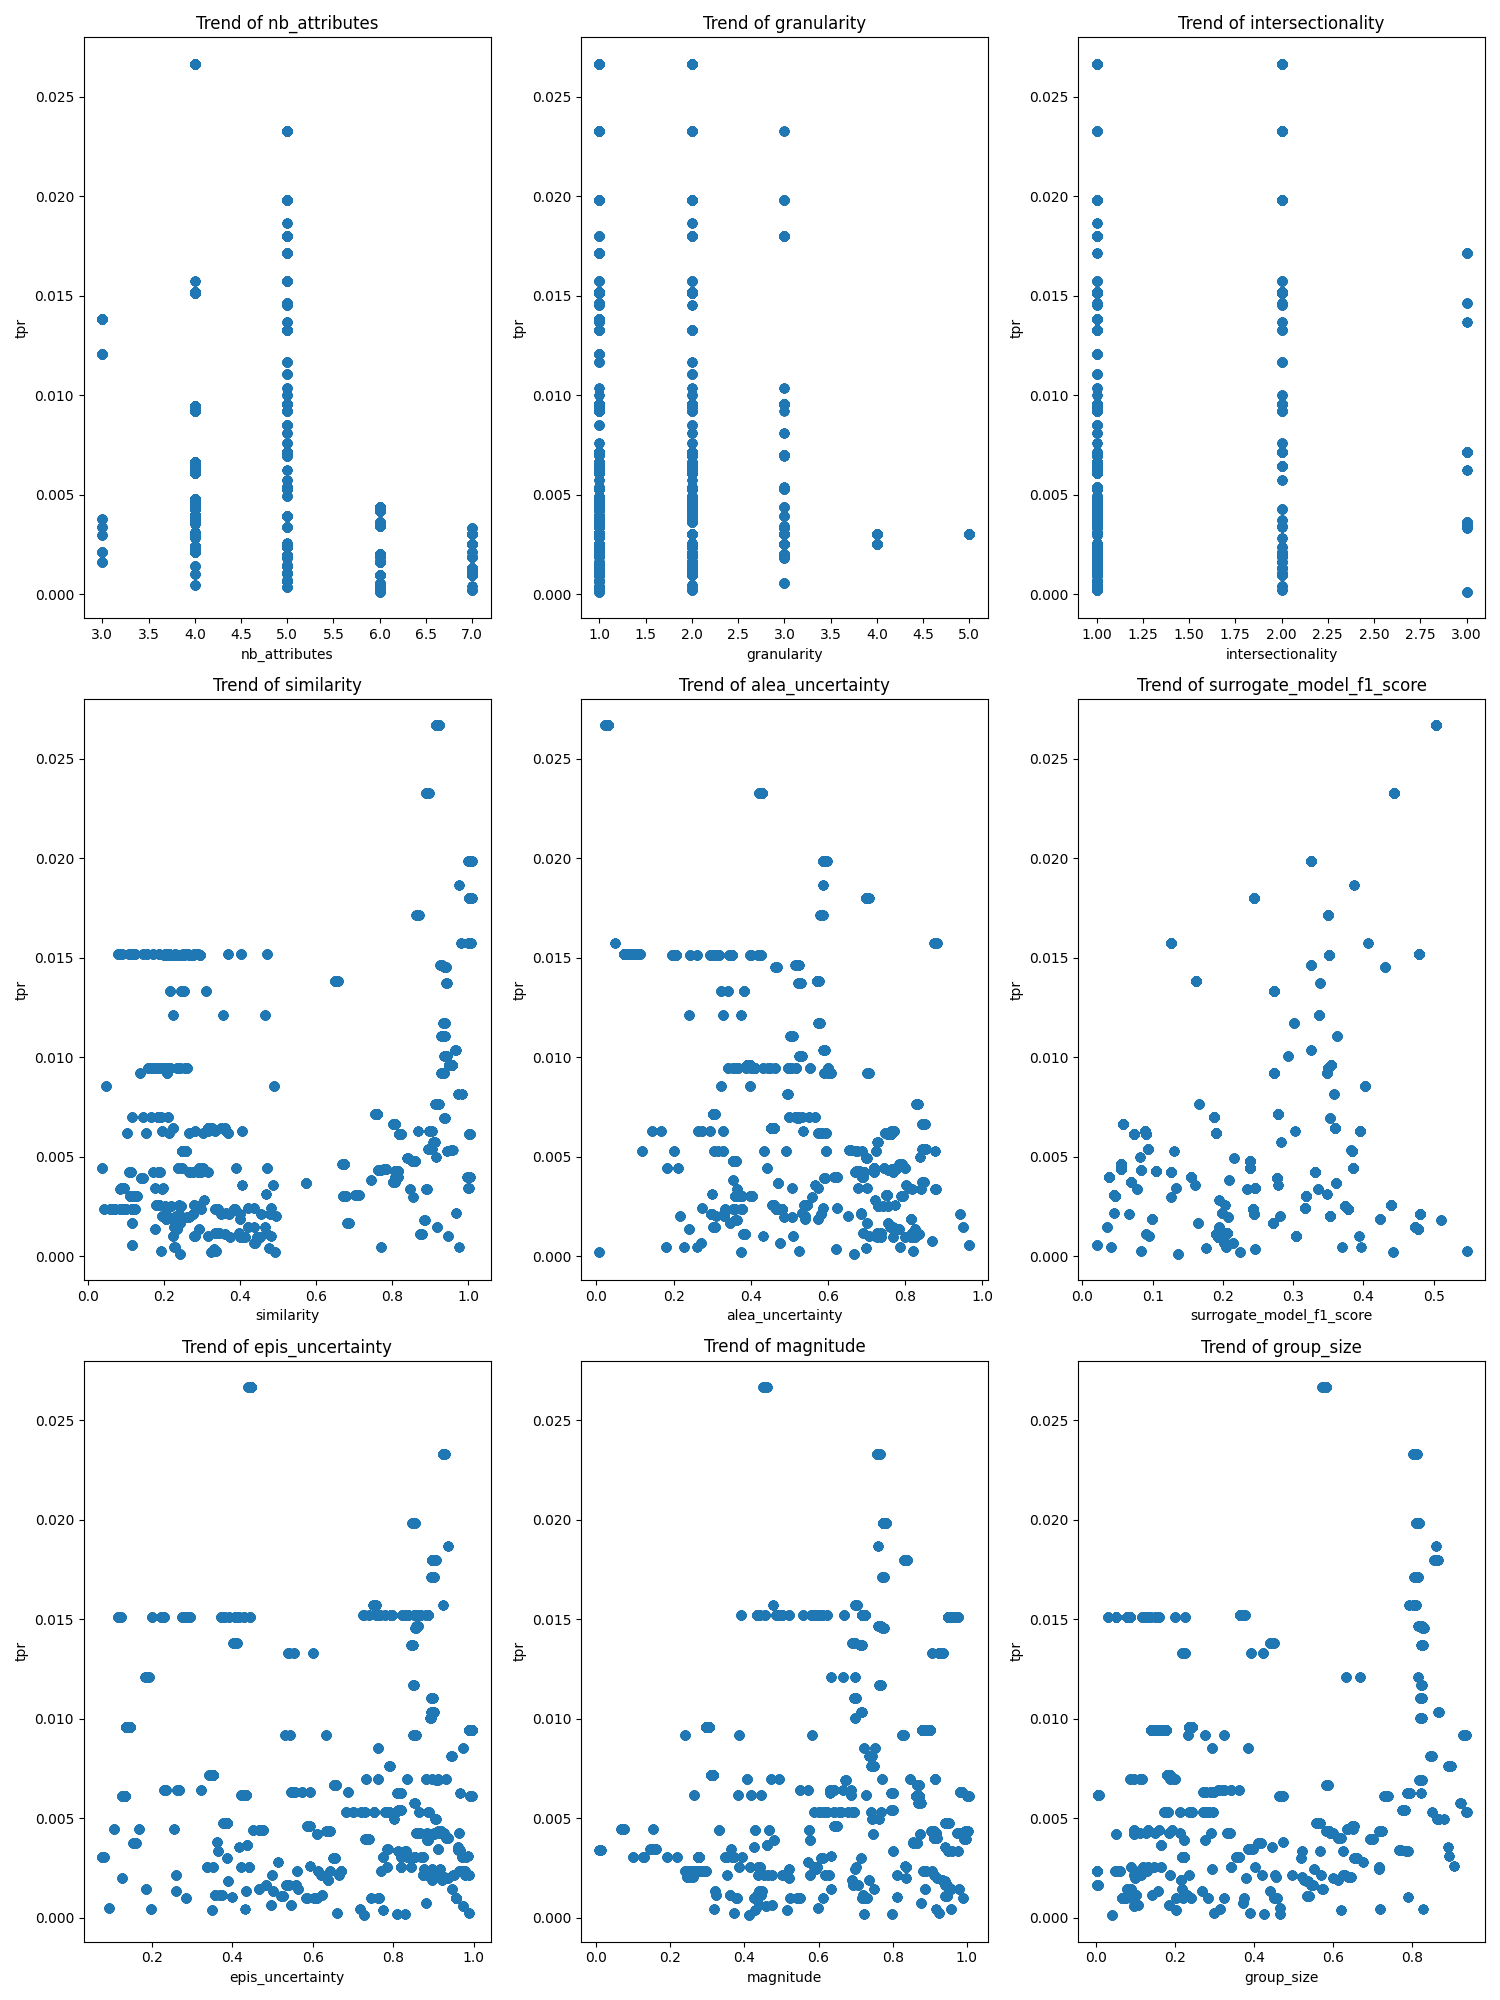 Trend of nb_attributes
tpr
0.025
0.020
0.015
0.010
0.005
0.000
3.0 3.5 4.0 4.5 5.0 5.5 6.0 6.5 7.0
nb_attributes
Trend of granularity
tpr
0.025
0.020
0.015
0.010
0.005
0.000
1.0 1.5 2.0 2.5 3.0 3.5 4.0 4.5 5.0
granularity
Trend of intersectionality
tpr
0.025
0.020
0.015
0.010
0.005
0.000
1.00 1.25 1.50 1.75 2.00 2.25 2.50 2.75 3.00
intersectionality
Trend of similarity
tpr
0.025
0.020
0.015
0.010
0.005
0.000
0.0 0.2 0.4 0.6 0.8 1.0
similarity
Trend of alea_uncertainty
tpr
0.025
0.020
0.015
0.010
0.005
0.000
0.0 0.2 0.4 0.6 0.8 1.0
alea_uncertainty
Trend of surrogate_model_f1_score
tpr
0.025
0.020
0.015
0.010
0.005
0.000
0.0 0.1 0.2 0.3 0.4 0.5
surrogate_model_f1_score
Trend of epis_uncertainty
tpr
0.025
0.020
0.015
0.010
0.005
0.000
0.2 0.4 0.6 0.8 1.0
epis_uncertainty
Trend of magnitude
tpr
0.025
0.020
0.015
0.010
0.005
0.000
0.0 0.2 0.4 0.6 0.8 1.0
magnitude
Trend of group_size
tpr
0.025
0.020
0.015
0.010
0.005
0.000
0.0 0.2 0.4 0.6 0.8
group_size